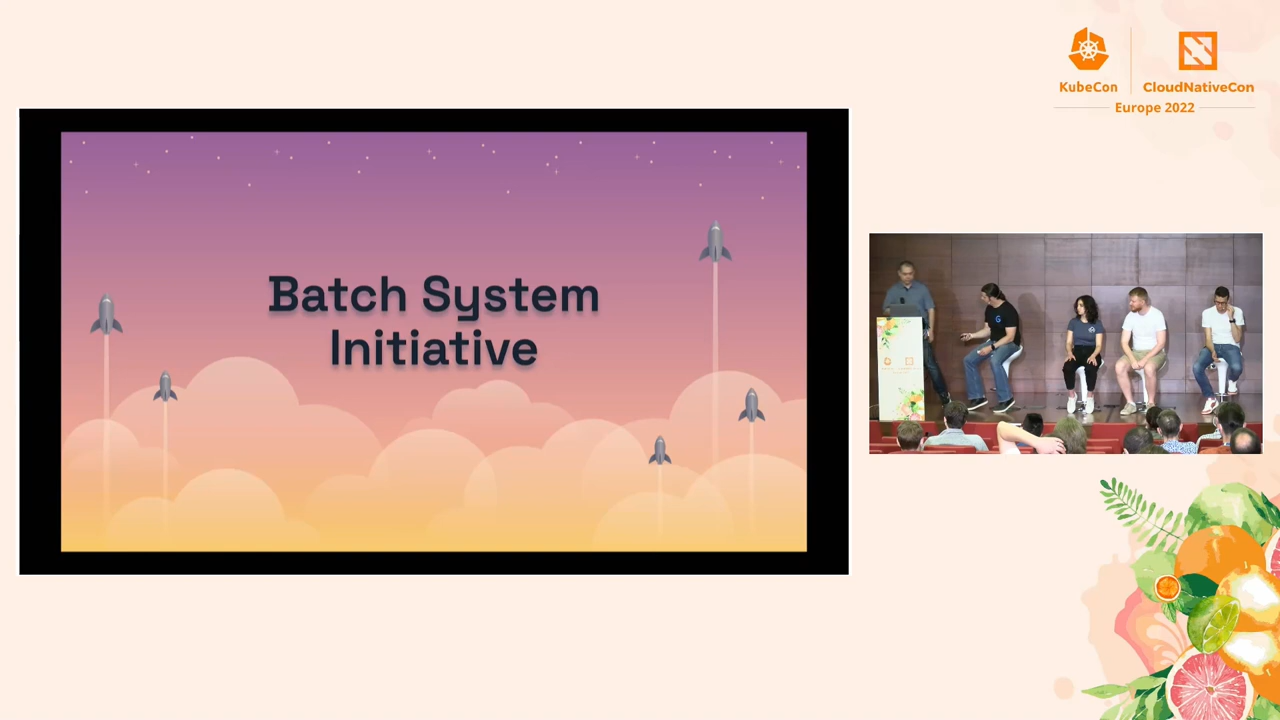 KubeCon
CloudNativeCon
Europe 2022
Batch System
Initiative